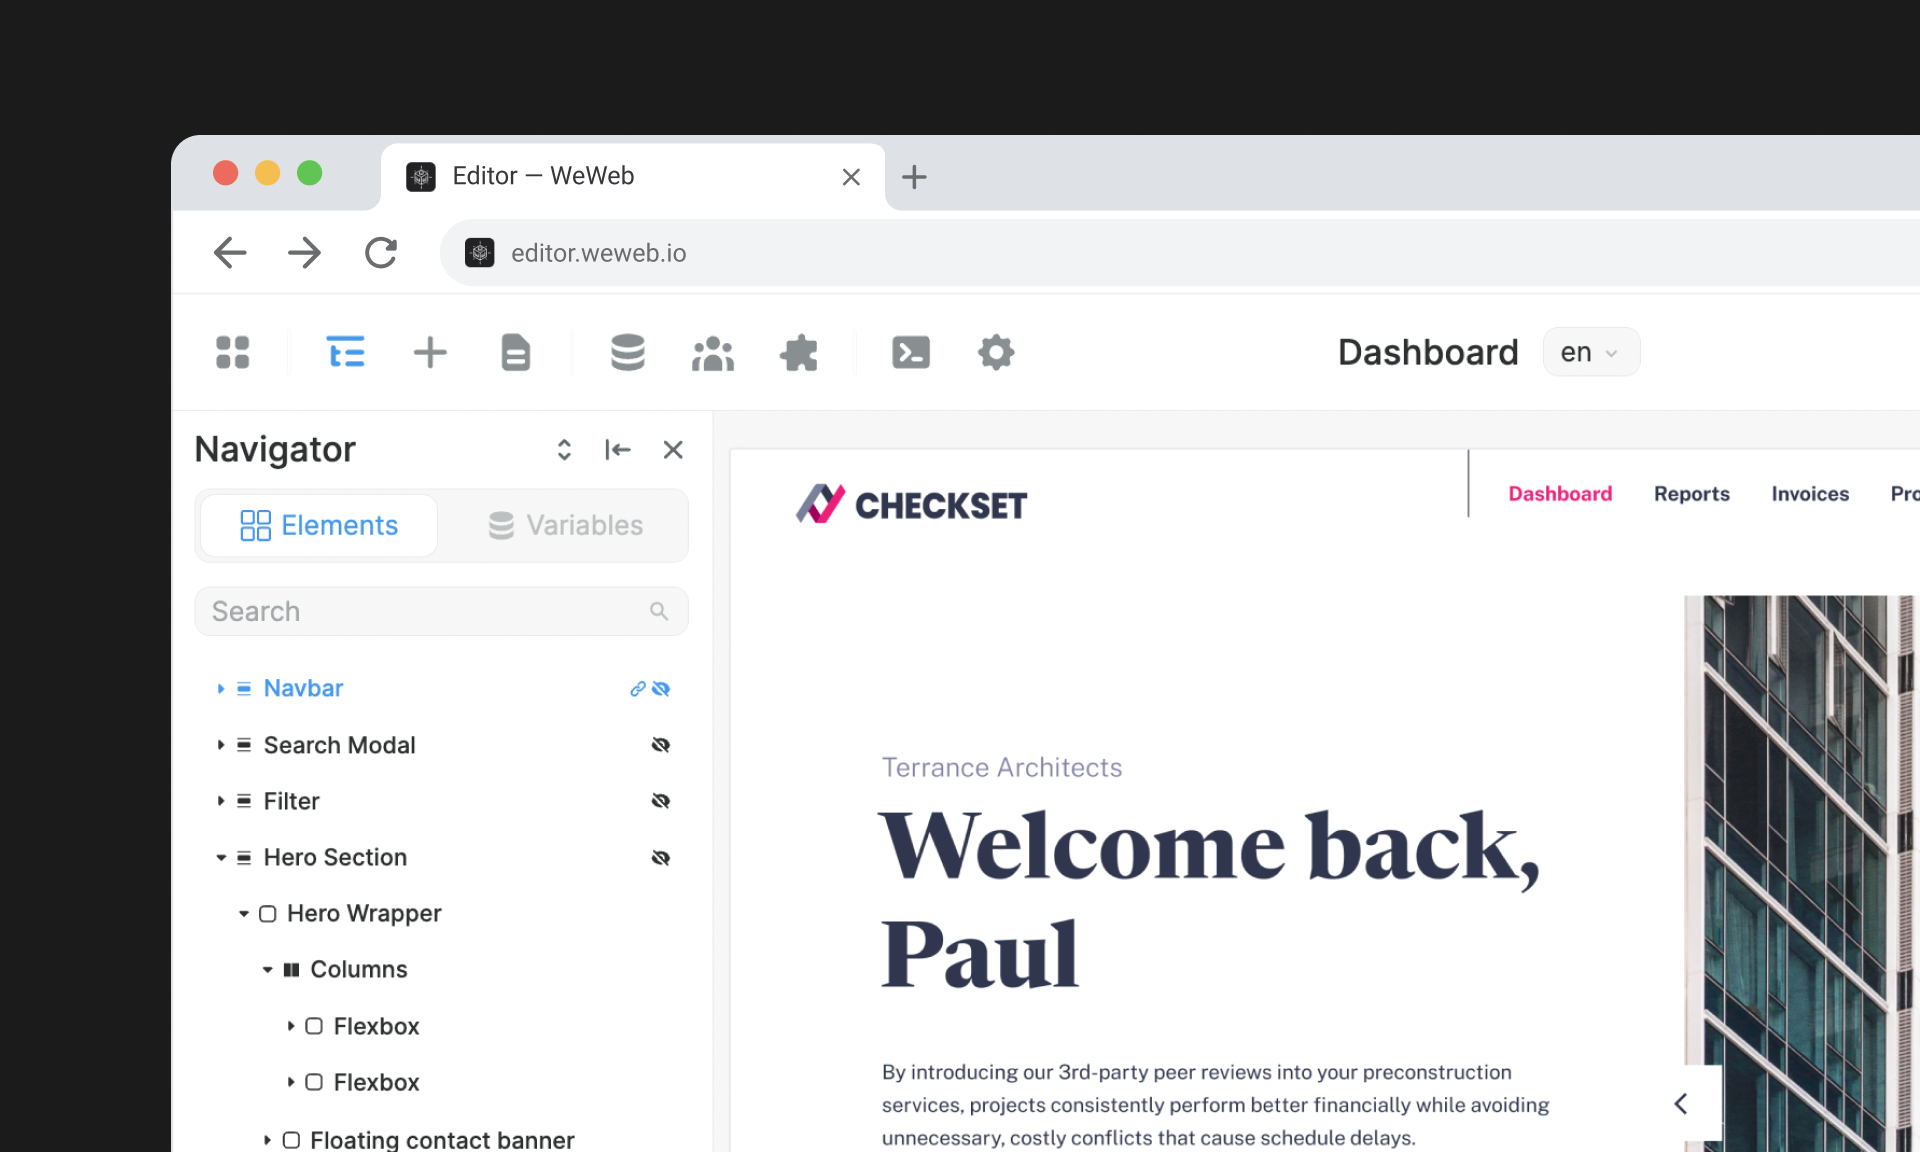 Editor — WeWeb
editor.weweb.io
Dashboard
en
Navigator
Elements
Variables
Search
Navbar
Search Modal
Filter
Hero Section
Hero Wrapper
Columns
Flexbox
Flexbox
Floating contact banner
CHECKSET
Dashboard
Reports
Invoices
Pro
Terrance Architects
Welcome back,
Paul
By introducing our 3rd-party peer reviews into your preconstruction
services, projects consistently perform better financially while avoiding
unnecessary, costly conflicts that cause schedule delays.